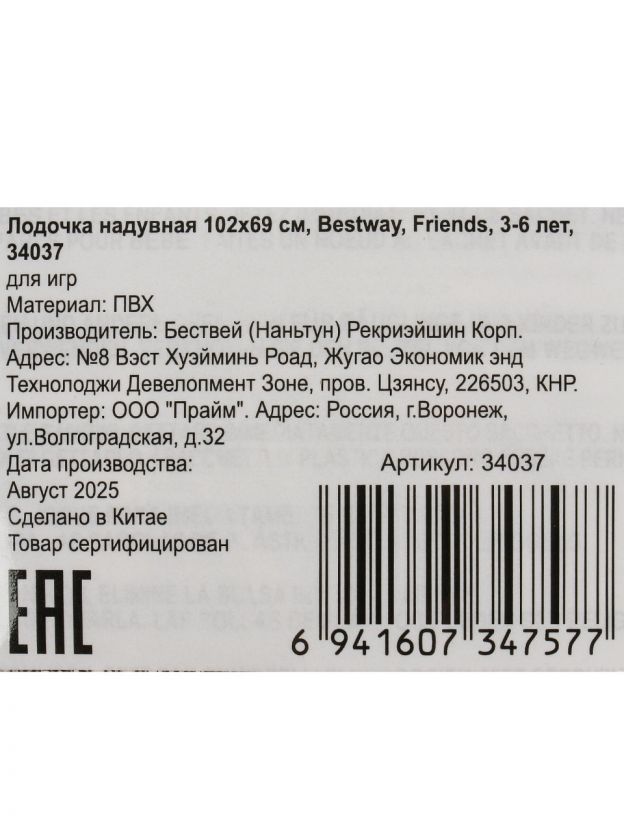 Лодочка надувная 102х69 см, Bestway, Friends, 3-6 лет,
34037
для игр
Материал: ПВХ
Производитель: Бествей (Наньтун) Рекриэйшин Корп.
Адрес: №8 Вэст Хуэйминь Роад, Жугао Экономик энд
Технолоджи Девелопмент Зоне, пров. Цзянсу, 226503, КНР.
Импортер: ООО "Прайм". Адрес: Россия, г.Воронеж,
ул.Волгоградская, д.32
Дата производства:
Август 2025
Артикул: 34037
Сделано в Китае
Товар сертифицирован
EAC
6 941607 347577